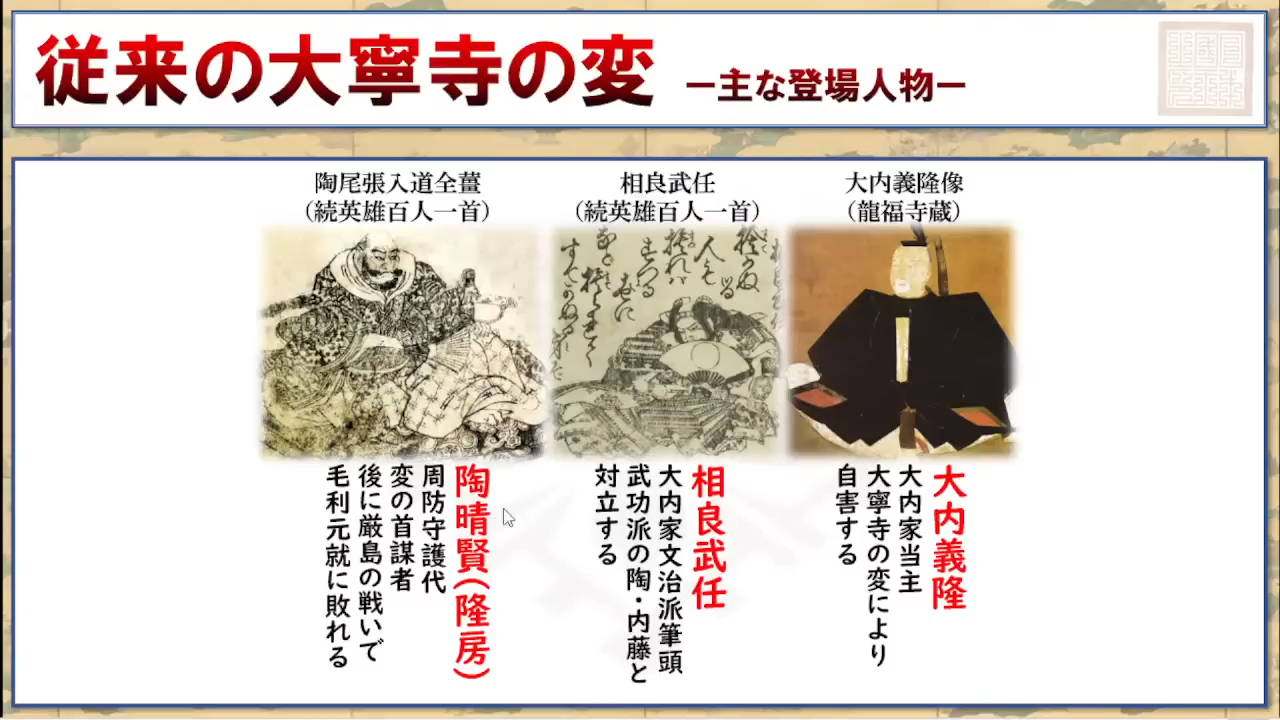 従来の大寧寺の変 ー主な登場人物ー
大内義隆像
（龍福寺蔵）
大内義隆
大内家当主
大寧寺の変により
自害する
相良武任
（続英雄百人一首）
相良武任
大内家文治派筆頭
武功派の陶・内藤と
対立する
陶尾張入道全薑
（続英雄百人一首）
陶晴賢（隆房）
周防守護代
変の首謀者
後に厳島の戦いで
毛利元就に敗れる